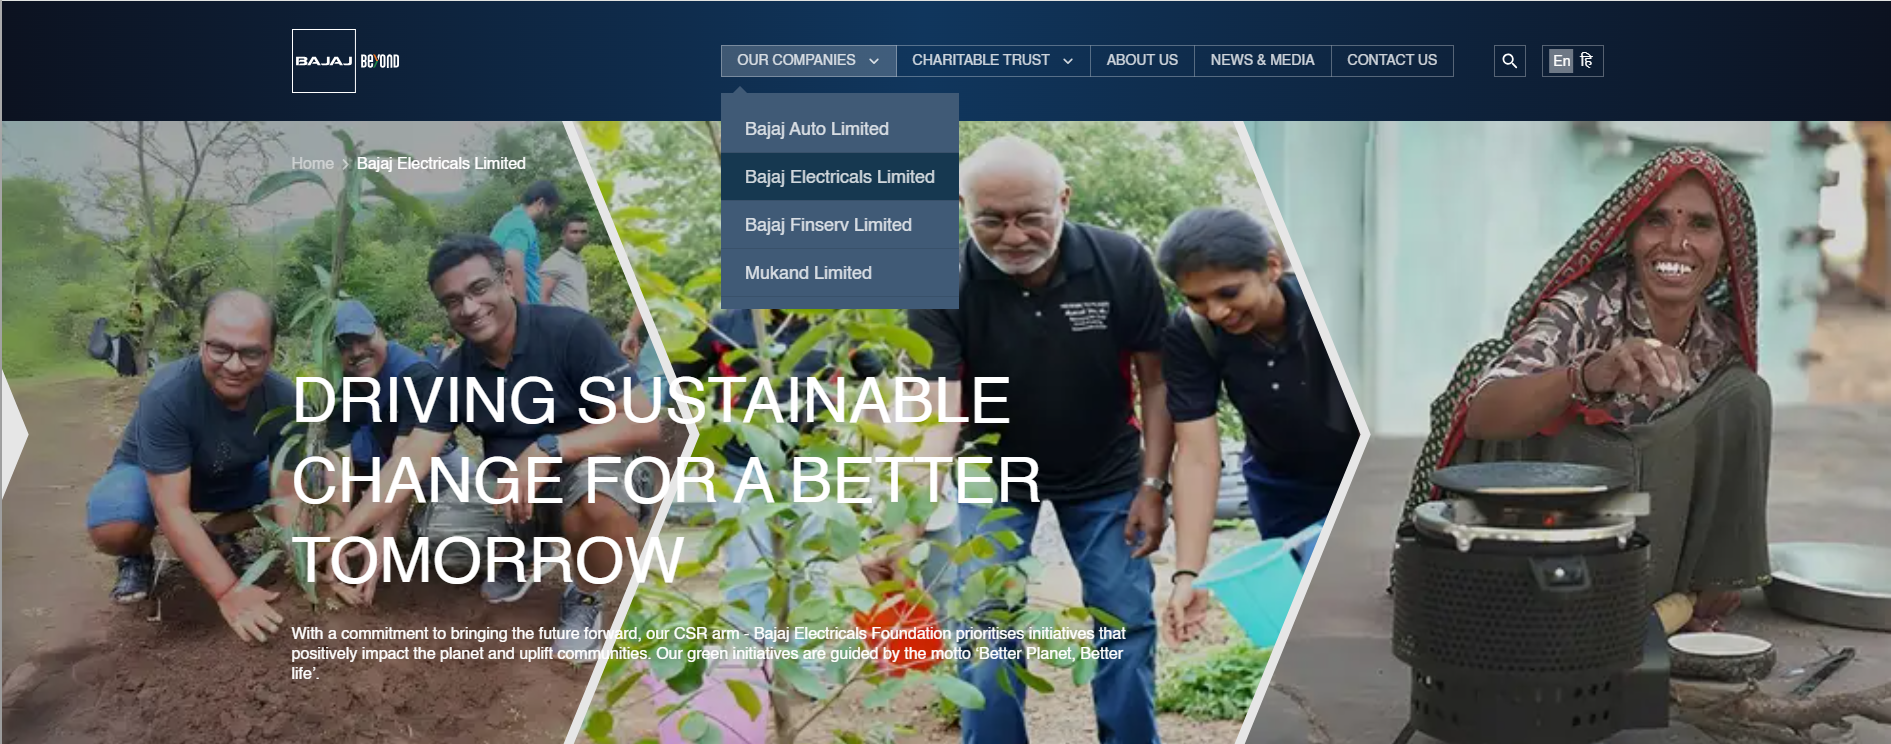 BAJAJ BEYOND
OUR COMPANIES
CHARITABLE TRUST
ABOUT US
NEWS & MEDIA
CONTACT US
En हिं
Bajaj Auto Limited
Bajaj Electricals Limited
Bajaj Finserv Limited
Mukand Limited
Home > Bajaj Electricals Limited
DRIVING SUSTAINABLE
CHANGE FOR A BETTER
TOMORROW
With a commitment to bringing the future forward, our CSR arm - Bajaj Electricals Foundation prioritises initiatives that
positively impact the planet and uplift communities. Our green initiatives are guided by the motto ‘Better Planet, Better
life’.